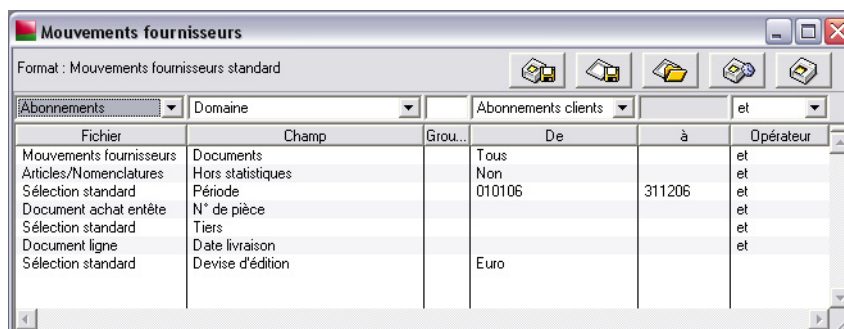 Mouvements fournisseurs
Format : Mouvements fournisseurs standard
Abonnements Domaine Abonnements clients et
Fichier Champ Grou... De à Opérateur
Mouvements fournisseurs Documents Tous et
Articles/Nomenclatures Hors statistiques Non et
Sélection standard Période 010106 311206 et
Document achat entête N° de pièce et
Sélection standard Tiers et
Document ligne Date livraison et
Sélection standard Devise d'édition Euro